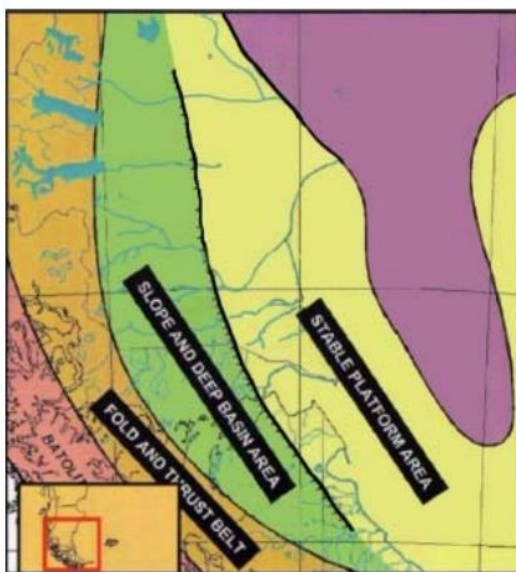 SLOPE AND DEEP BASIN AREA
STABLE PLATFORM AREA
FOLD AND THRUST BELT